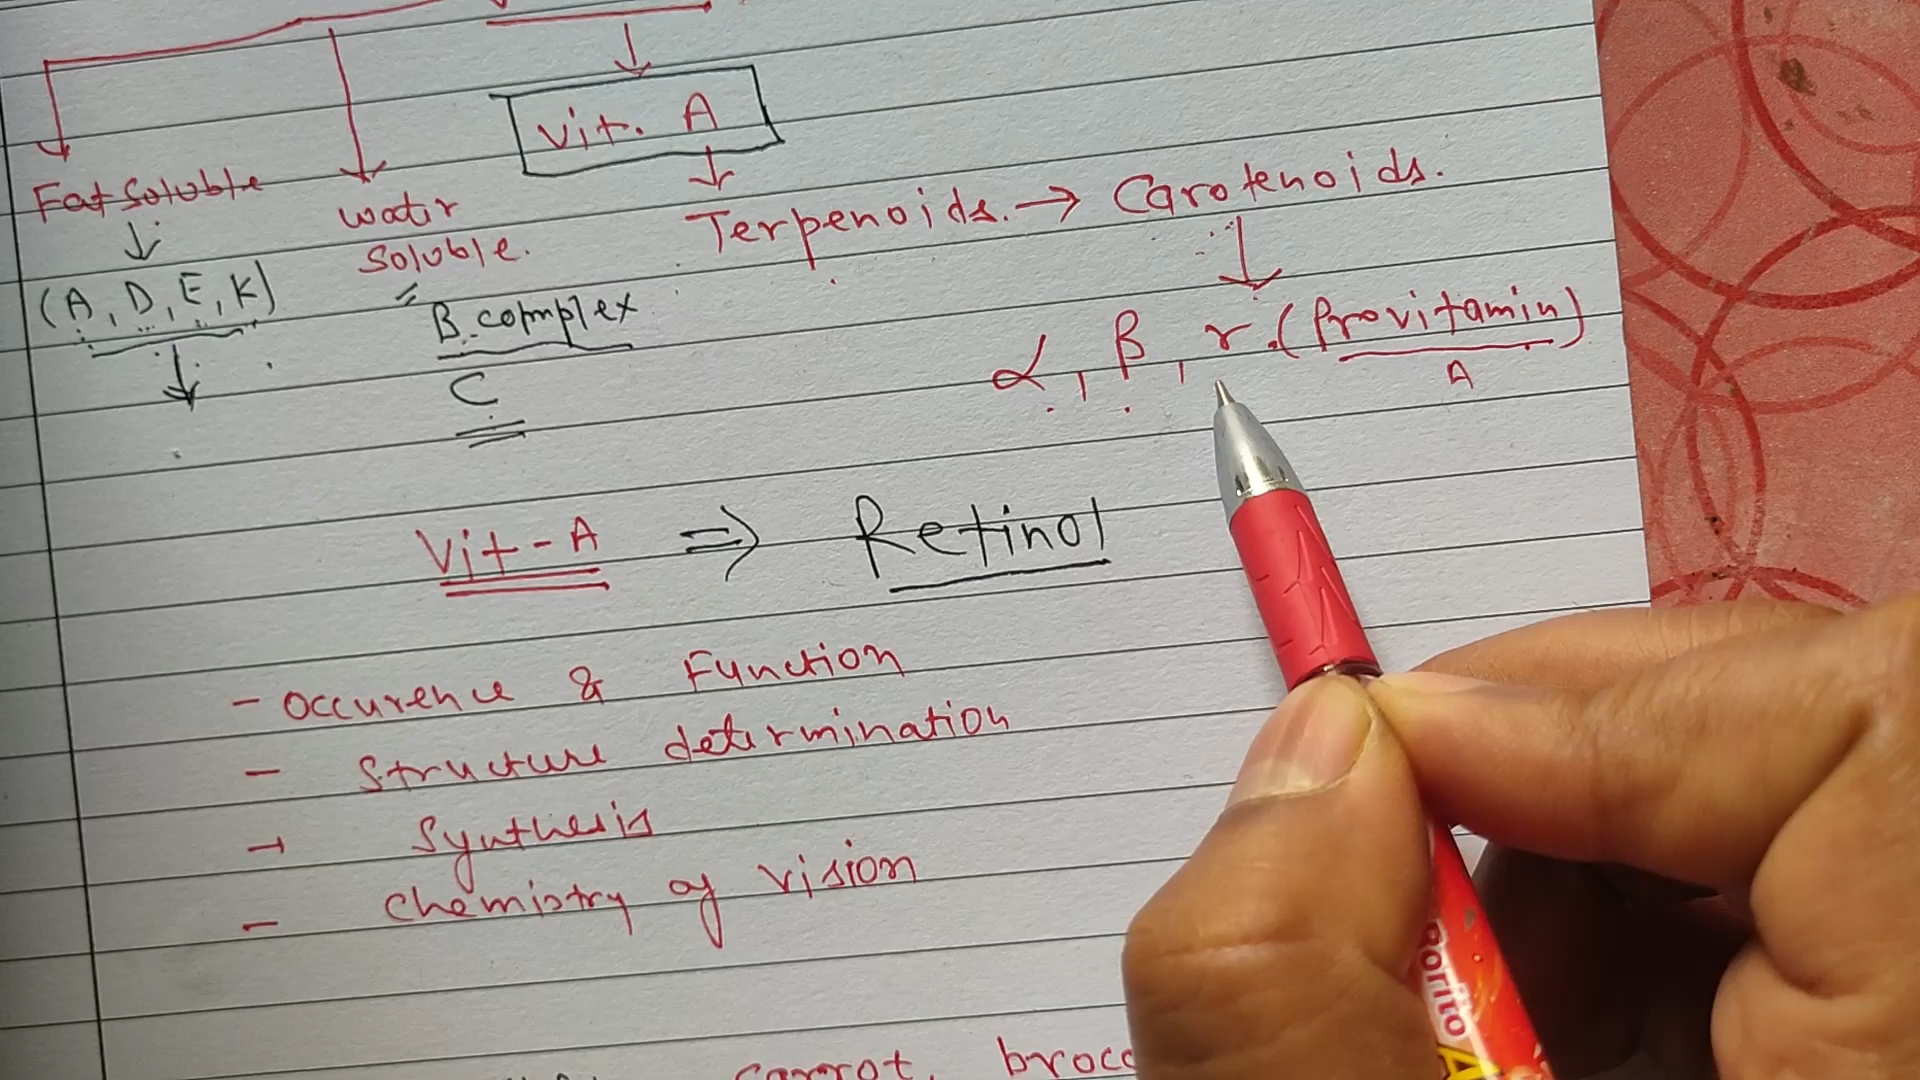 Vit. A
Fat soluble
water
soluble.
Terpenoids. → Carotenoids.
(A, D, E, K)
B. complex
C
α, β, r. (Provitamin)
A
Vit-A ⇒ Retinol
- occurence & Function
- structure determination
- Synthesis
- chemistry of vision
carrot,